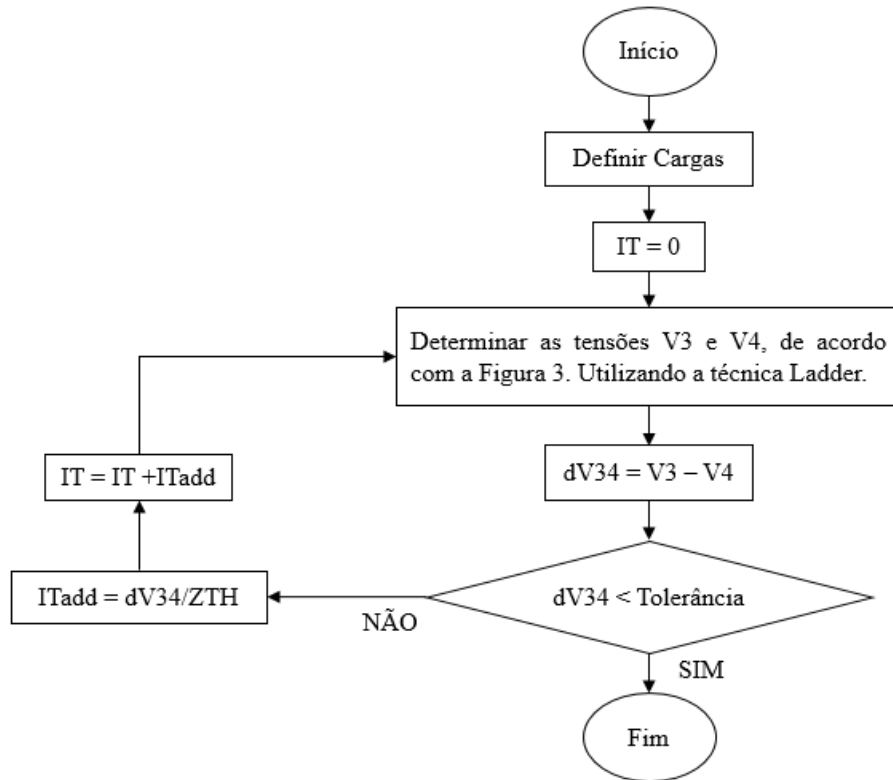 Início
Definir Cargas
IT = 0
Determinar as tensões V3 e V4, de acordo
com a Figura 3. Utilizando a técnica Ladder.
dV34 = V3 – V4
dV34 < Tolerância
NÃO
ITadd = dV34/ZTH
IT = IT +ITadd
SIM
Fim